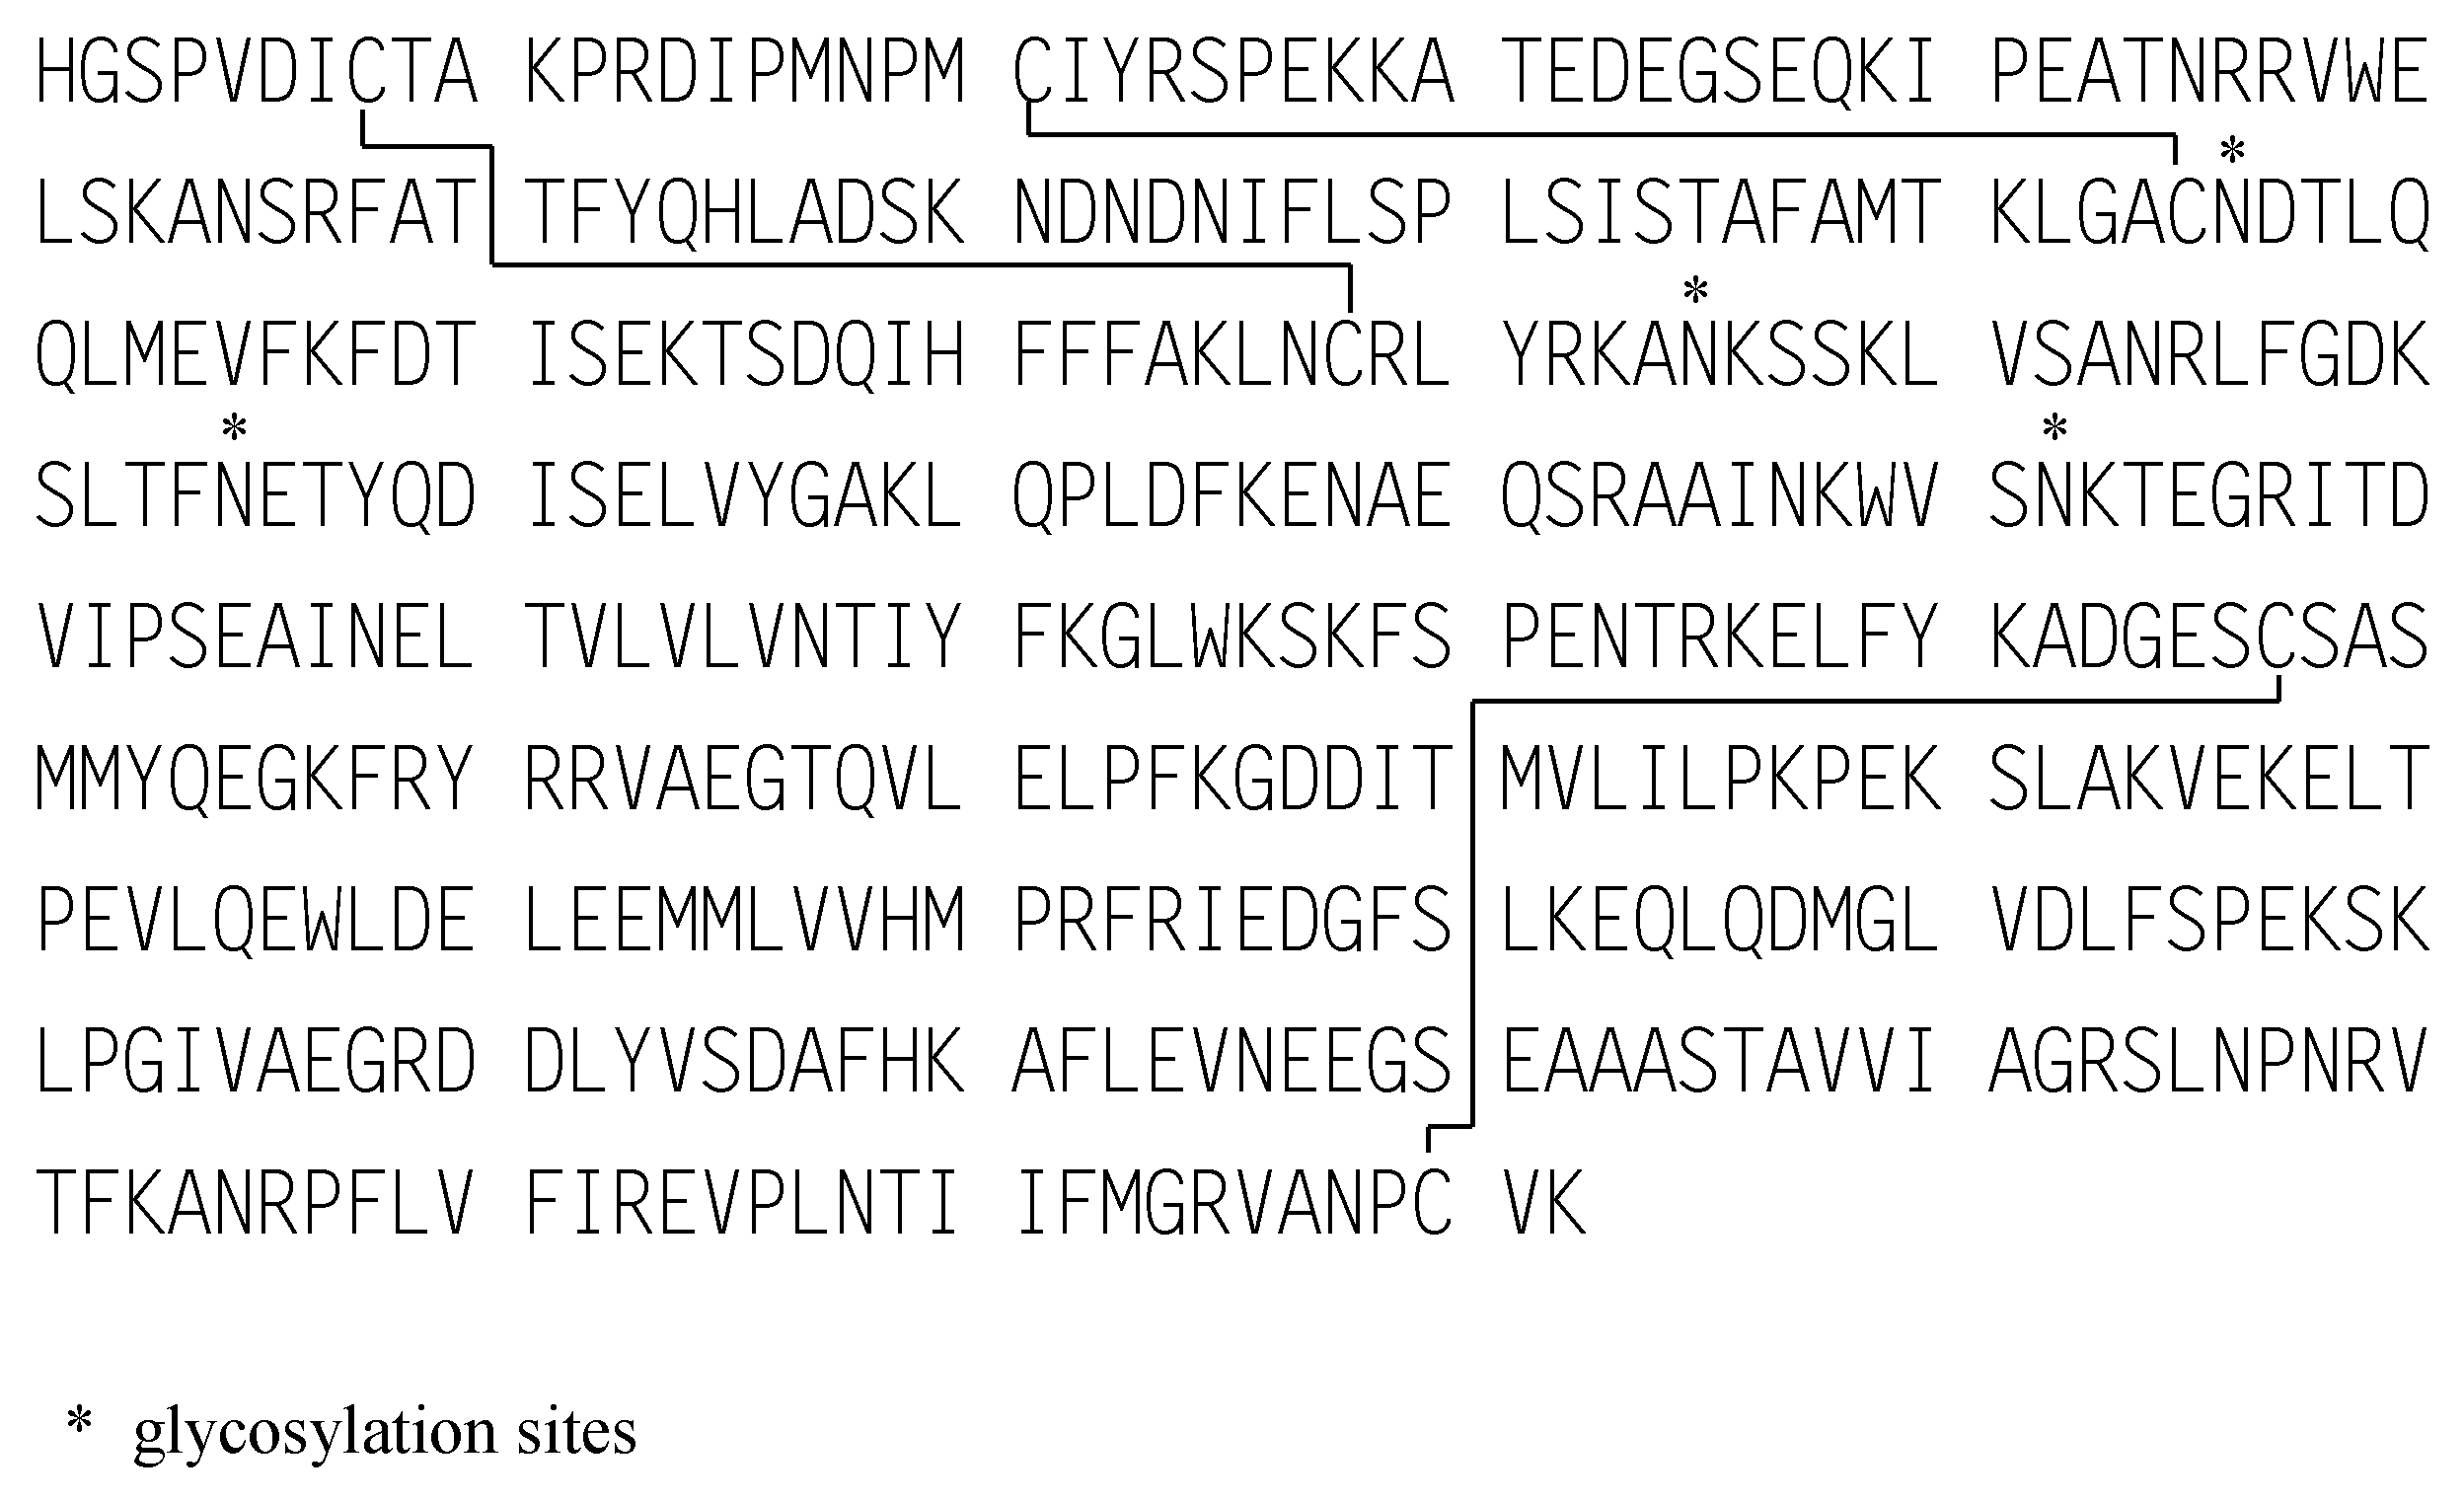 HGSPVDICTA KPRDIPMNPM CIYRSPEKKA TEDEGSEQKI PEATNRRVWE
*
LSKANSRFAT TFYQHLADSK NDNDNIFLSP LSISTAFAMT KLGACNDTLQ
*
QLMEVFKFDT ISEKTSDQIH FFFAKLNCRL YRKANKSSKL VSANRLFGDK
* *
SLTFNETYQD ISELVYGAKL QPLDFKENAE QSRAAINKWV SNKTEGRITD
VIPSEAINEL TVLVLVNTIY FKGLWKSKFS PENTRKELFY KADGESCSAS
MMYQEGKFRY RRVAEGTQVL ELPFKGDDIT MVLILPKPEK SLAKVEKELT
PEVLQEWLDE LEEMMLVVHM PRFRIEDGFS LKEQLQDMGL VDLFSPEKSK
LPGIVAEGRD DLYVSDAFHK AFLEVNEEGS EAAASTAVVI AGRSLNPNRV
TFKANRPFLV FIREVPLNTI IFMGRVANPC VK
* glycosylation sites